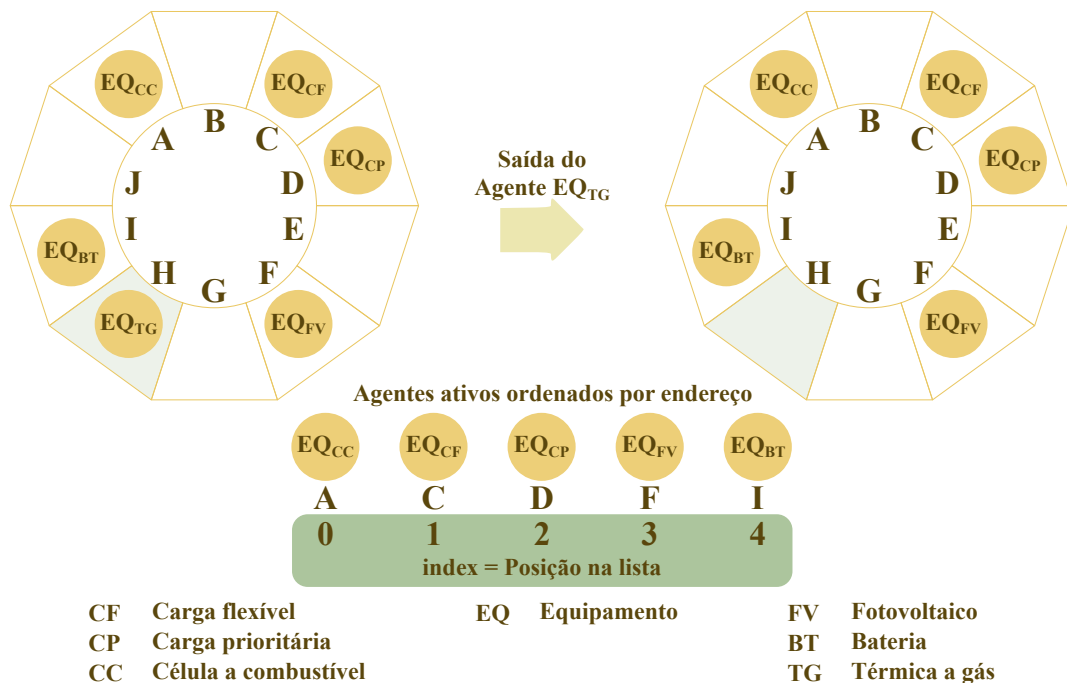 EQCC
EQCF
EQCP
EQFV
EQTG
EQBT
A
B
C
D
E
F
G
H
I
J
Saída do
Agente EQTG
EQCC
EQCF
EQCP
EQFV
EQBT
A
B
C
D
E
F
G
H
I
J
Agentes ativos ordenados por endereço
EQCC EQCF EQCP EQFV EQBT
A C D F I
0 1 2 3 4
index = Posição na lista
CF Carga flexível EQ Equipamento FV Fotovoltaico
CP Carga prioritária BT Bateria
CC Célula a combustível TG Térmica a gás